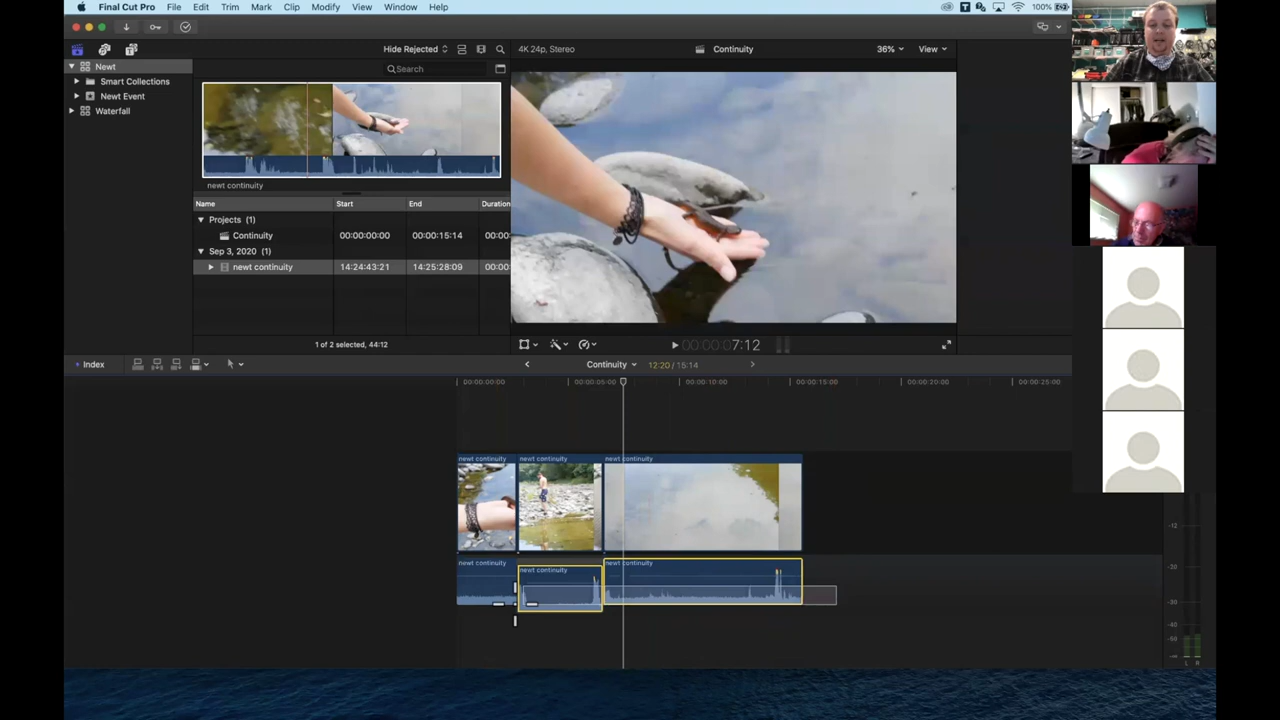 Final Cut Pro File Edit Trim Mark Clip Modify View Window Help 100%
Hide Rejected 4K 24p, Stereo Continuity 36% View
Newt
Search
Smart Collections
Newt Event
Waterfall
newt continuity
Name Start End Duration
Projects (1)
Continuity 00:00:00:00 00:00:15:14 00:00
Sep 3, 2020 (1)
newt continuity 14:24:43:21 14:25:28:09 00:00
1 of 2 selected, 44:12
00:00:00:07:12
Index Continuity 12:20 / 15:14
00:00:00:00 00:00:05:00 00:00:10:00 00:00:15:00 00:00:20:00 00:00:25:00
newt continuity newt continuity newt continuity
newt continuity newt continuity newt continuity
-12
-20
-30
-40
-50
-∞
L R